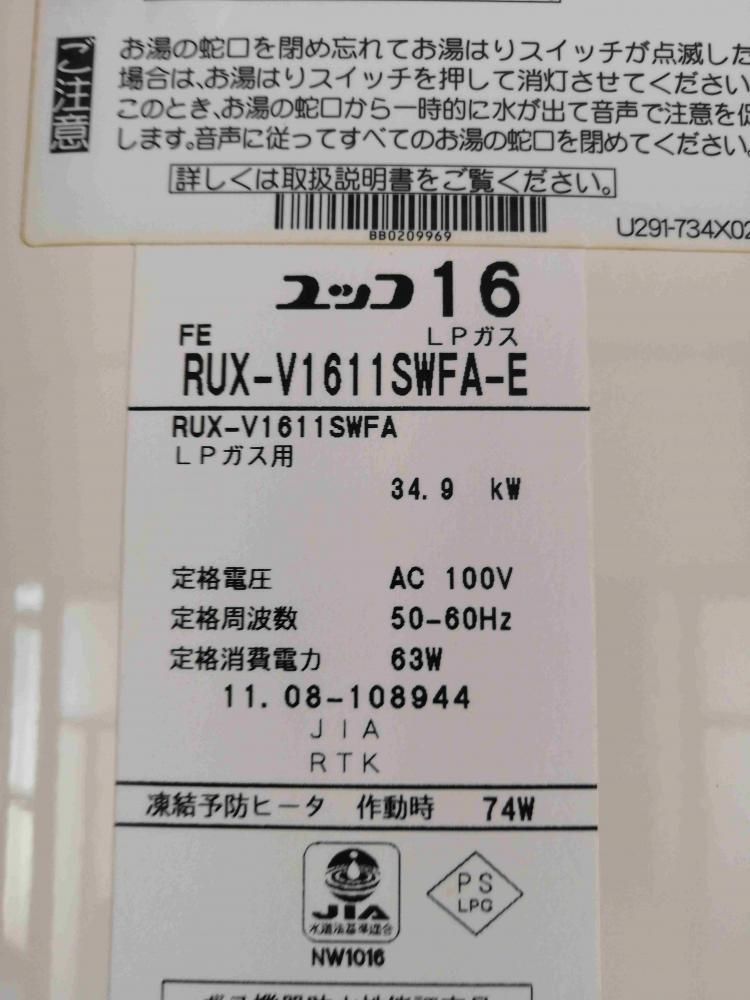 ご注意
お湯の蛇口を閉め忘れてお湯はりスイッチが点滅した
場合は、お湯はりスイッチを押して消灯させてください
このとき、お湯の蛇口から一時的に水が出て音声で注意を促
します。音声に従ってすべてのお湯の蛇口を閉めてください。
詳しくは取扱説明書をご覧ください。
BB0209969
U291-734X02
ユッコ16
FE LPガス
RUX-V1611SWFA-E
RUX-V1611SWFA
LPガス用
34.9 kW
定格電圧 AC 100V
定格周波数 50-60Hz
定格消費電力 63W
11.08-108944
JIA
RTK
凍結予防ヒータ 作動時 74W
JIA
水道法基準適合
NW1016
PS
LPG